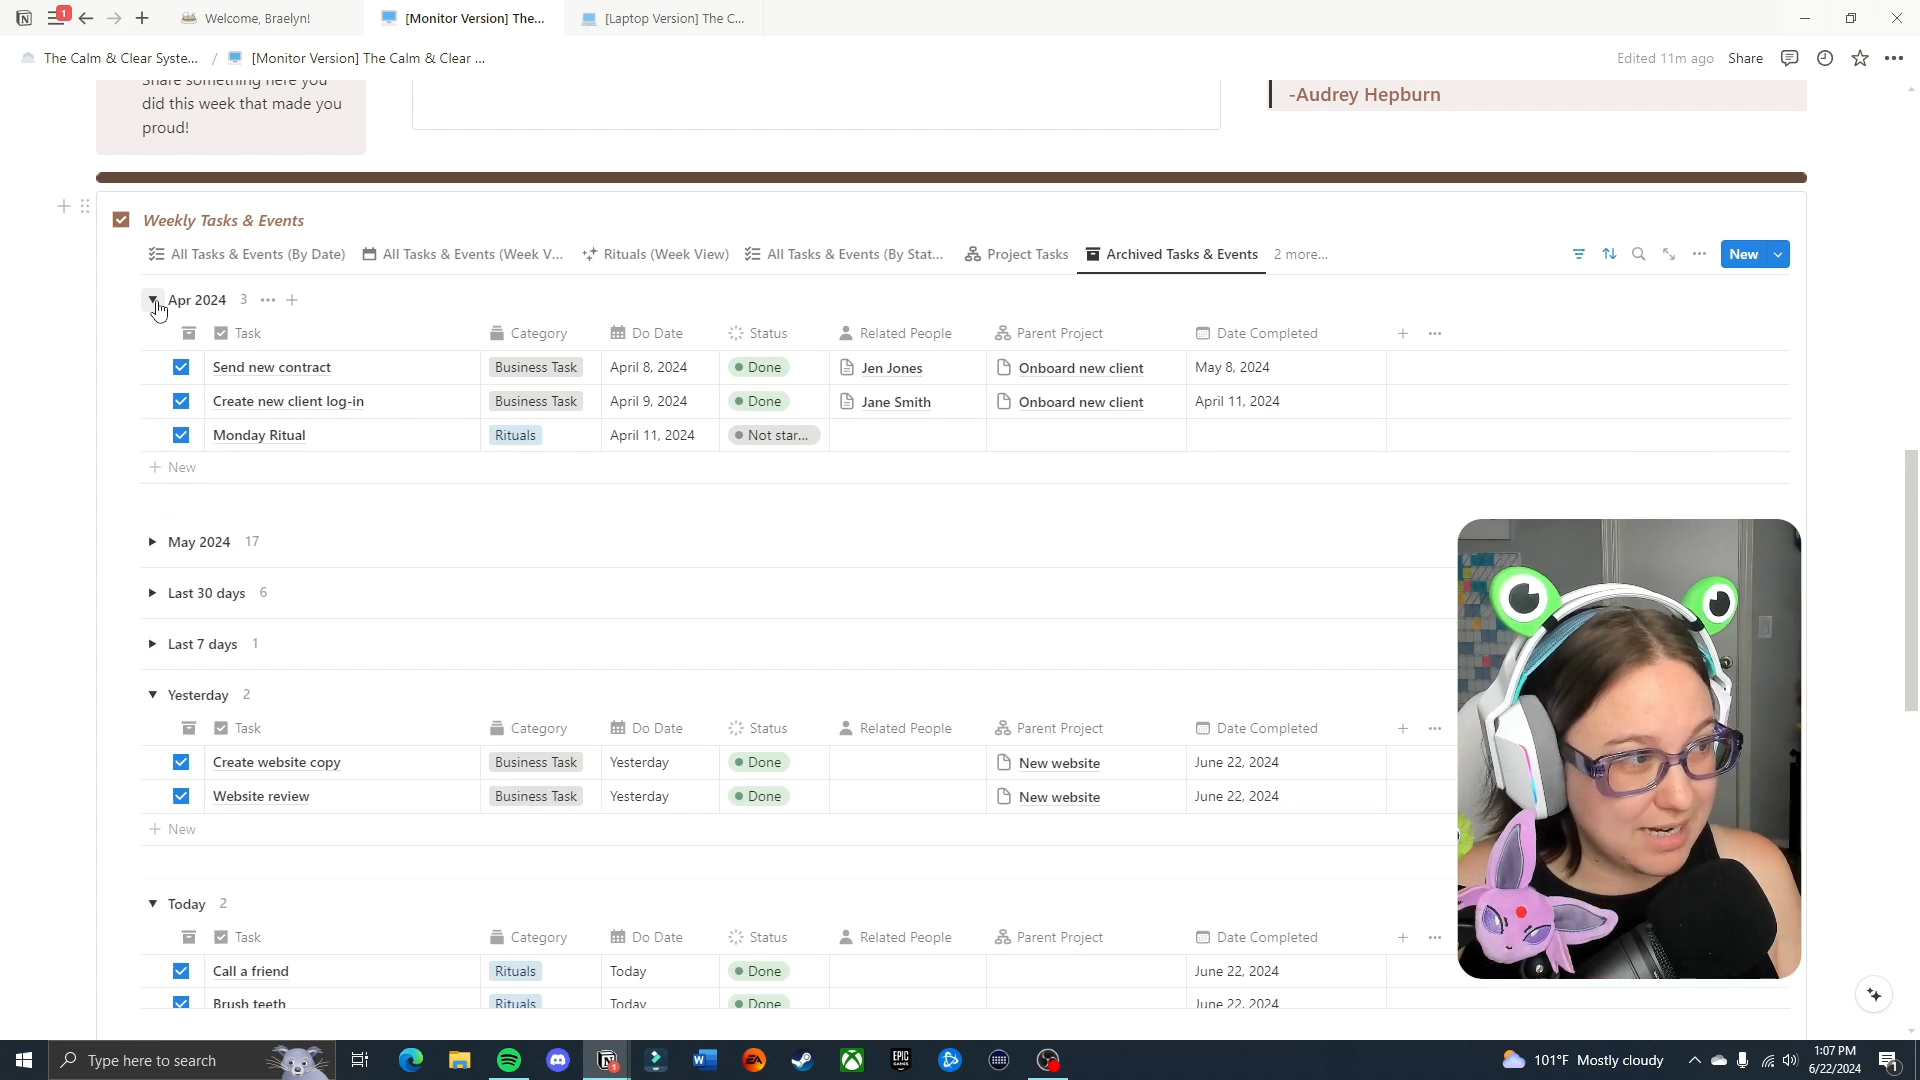 1
Welcome, Braelyn!
[Monitor Version] The...
[Laptop Version] The C...
The Calm & Clear Syste... / [Monitor Version] The Calm & Clear ...
Edited 11m ago Share
Share something here you
did this week that made you
proud!
-Audrey Hepburn
Weekly Tasks & Events
All Tasks & Events (By Date) All Tasks & Events (Week V... Rituals (Week View) All Tasks & Events (By Stat... Project Tasks Archived Tasks & Events 2 more... New
Apr 2024 3
Task Category Do Date Status Related People Parent Project Date Completed
Send new contract Business Task April 8, 2024 Done Jen Jones Onboard new client May 8, 2024
Create new client log-in Business Task April 9, 2024 Done Jane Smith Onboard new client April 11, 2024
Monday Ritual Rituals April 11, 2024 Not star...
+ New
May 2024 17
Last 30 days 6
Last 7 days 1
Yesterday 2
Task Category Do Date Status Related People Parent Project Date Completed
Create website copy Business Task Yesterday Done New website June 22, 2024
Website review Business Task Yesterday Done New website June 22, 2024
+ New
Today 2
Task Category Do Date Status Related People Parent Project Date Completed
Call a friend Rituals Today Done June 22, 2024
Brush teeth Rituals Today Done June 22, 2024
Type here to search
1
W
EA
EPIC GAMES
101°F Mostly cloudy
1:07 PM
6/22/2024
1